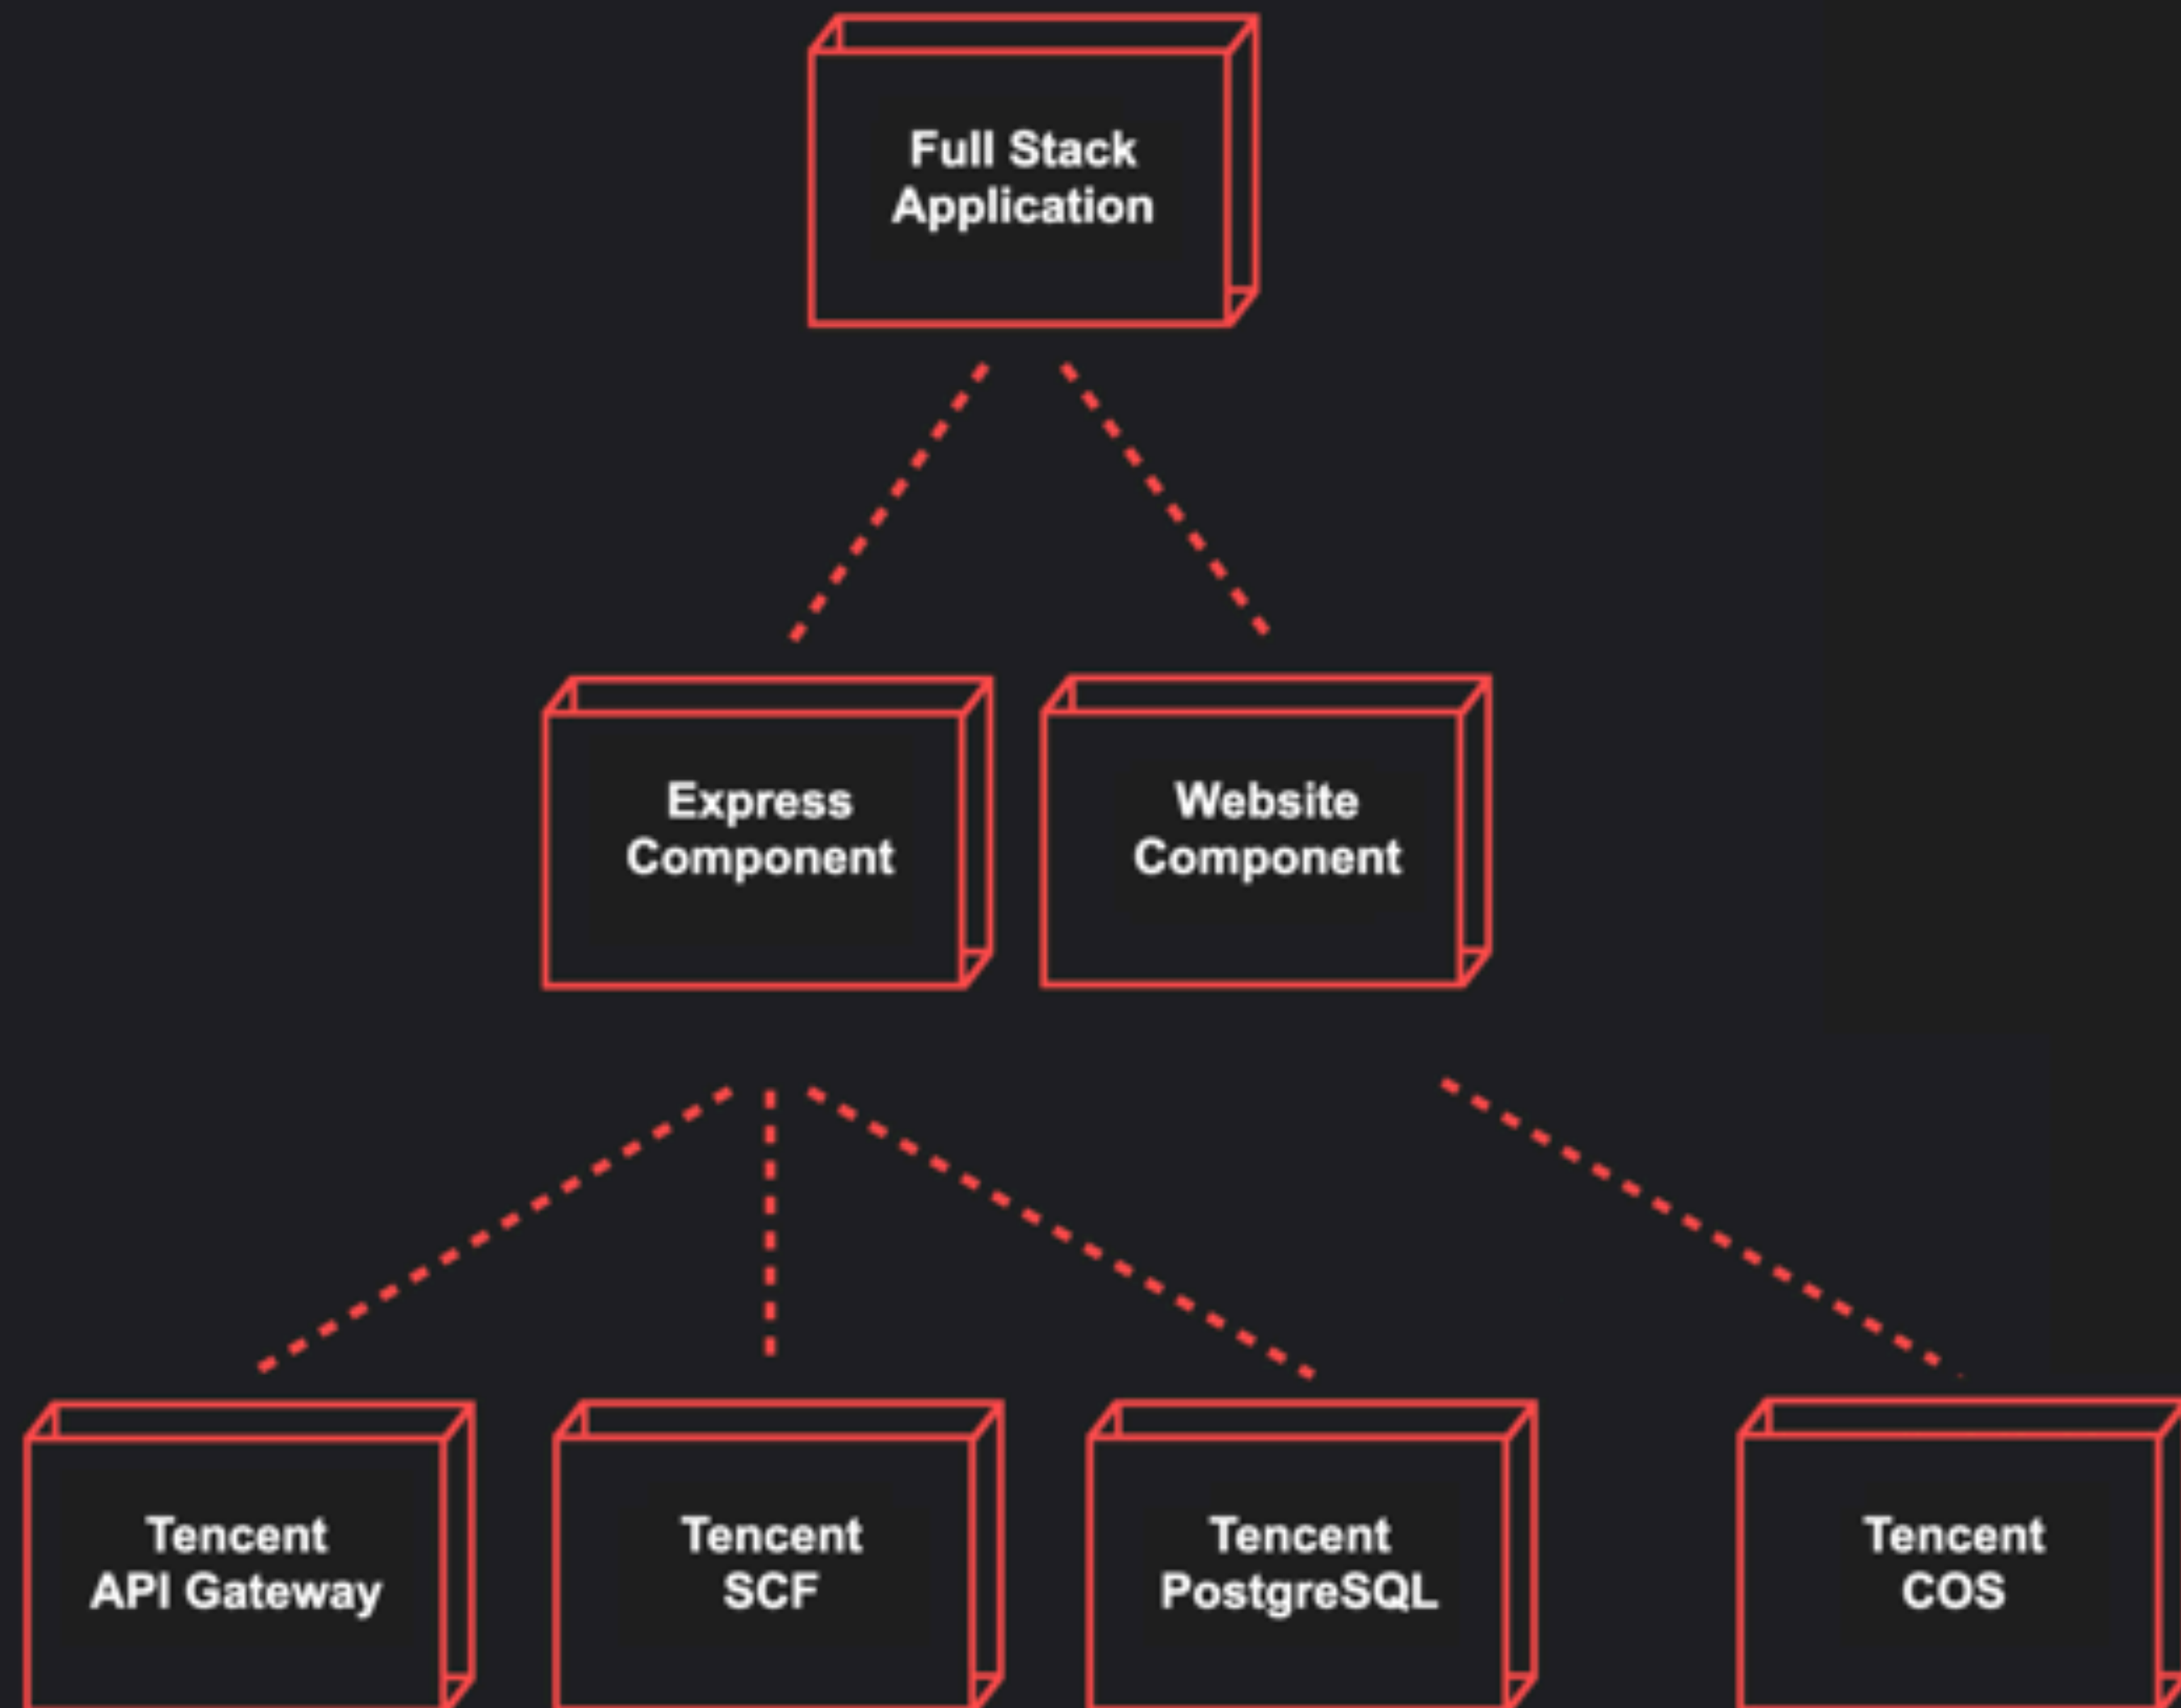 Full Stack
Application
Express
Component
Website
Component
Tencent
API Gateway
Tencent
SCF
Tencent
PostgreSQL
Tencent
COS